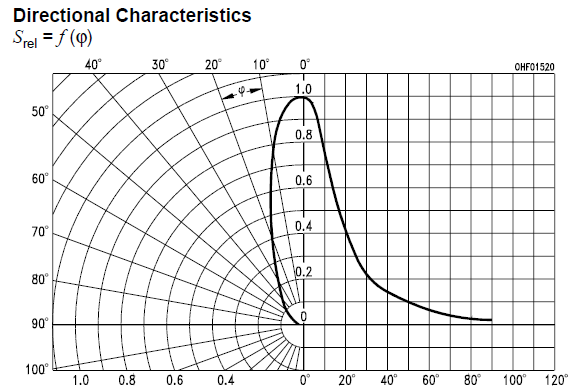 Directional Characteristics
S rel = f (φ)
40° 30° 20° 10° 0° OHF01520
φ
1.0
50°
0.8
60°
0.6
70°
0.4
80°
0.2
90°
0
100°
1.0 0.8 0.6 0.4 0° 20° 40° 60° 80° 100° 120°